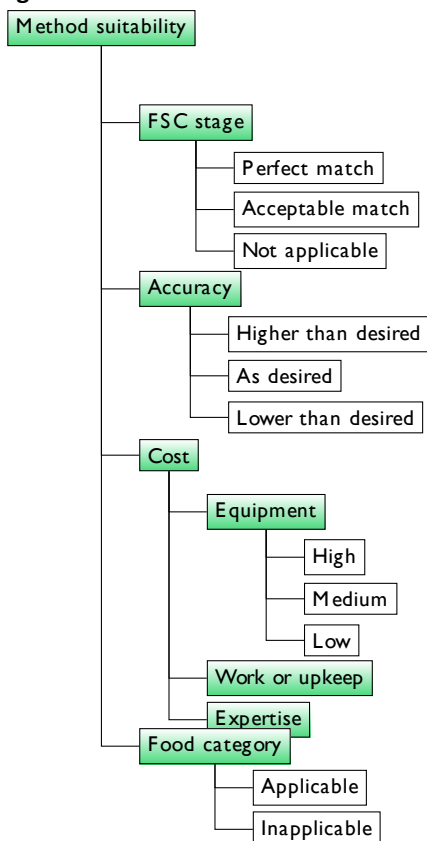 Method suitability
FSC stage
Perfect match
Acceptable match
Not applicable
Accuracy
Higher than desired
As desired
Lower than desired
Cost
Equipment
High
Medium
Low
Work or upkeep
Expertise
Food category
Applicable
Inapplicable